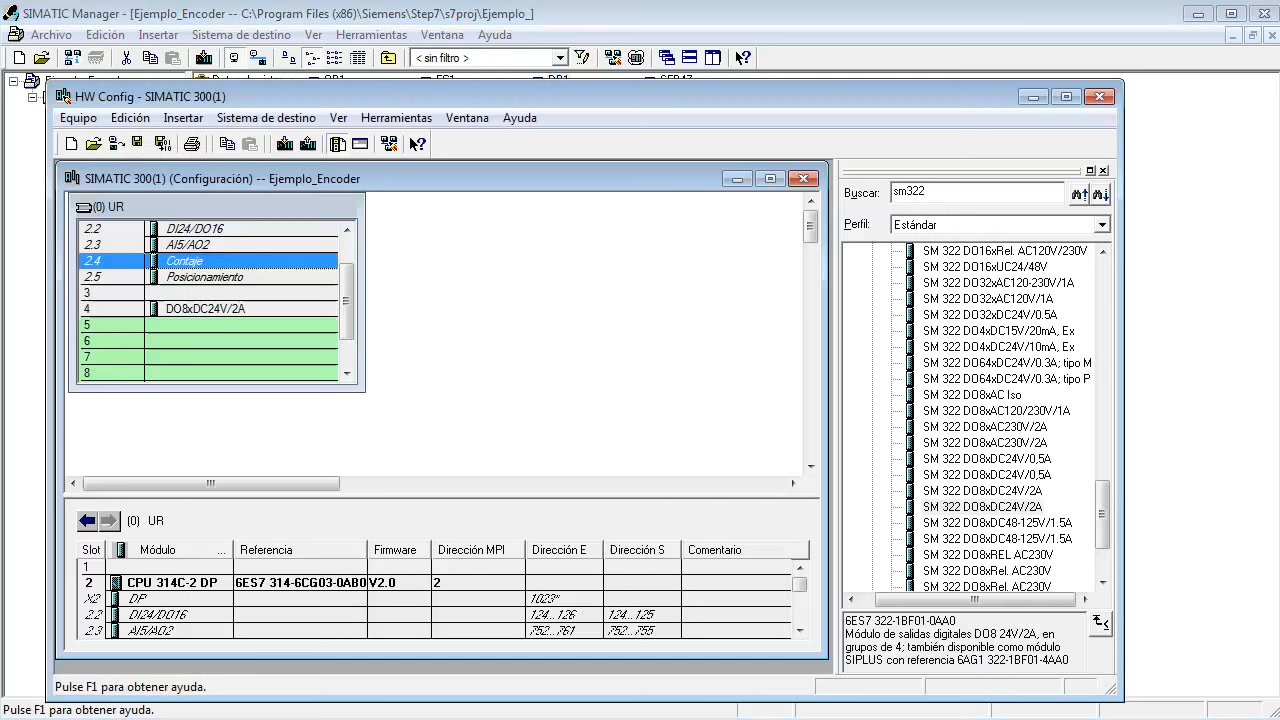 SIMATIC Manager - [Ejemplo_Encoder -- C:\Program Files (x86)\Siemens\Step7\s7proj\Ejemplo_]
Archivo Edición Insertar Sistema de destino Ver Herramientas Ventana Ayuda
< sin filtro >
HW Config - SIMATIC 300(1)
Equipo Edición Insertar Sistema de destino Ver Herramientas Ventana Ayuda
SIMATIC 300(1) (Configuración) -- Ejemplo_Encoder
(0) UR
2.2 DI24/DO16
2.3 AI5/AO2
2.4 Contaje
2.5 Posicionamiento
3
4 DO8xDC24V/2A
5
6
7
8
(0) UR
Slot Módulo ... Referencia Firmware Dirección MPI Dirección E Dirección S Comentario
1
2 CPU 314C-2 DP 6ES7 314-6CG03-0AB0 V2.0 2
X2 DP 1023*
2.2 DI24/DO16 124...126 124...125
2.3 AI5/AO2 752...761 752...755
Buscar: sm322
Perfil: Estándar
SM 322 DO16xRel. AC120V/230V
SM 322 DO16xUC24/48V
SM 322 DO32xAC120-230V/1A
SM 322 DO32xAC120V/1A
SM 322 DO32xDC24V/0.5A
SM 322 DO4xDC15V/20mA, Ex
SM 322 DO4xDC24V/10mA, Ex
SM 322 DO64xDC24V/0.3A; tipo M
SM 322 DO64xDC24V/0.3A; tipo P
SM 322 DO8xAC Iso
SM 322 DO8xAC120/230V/1A
SM 322 DO8xAC230V/2A
SM 322 DO8xAC230V/2A
SM 322 DO8xDC24V/0,5A
SM 322 DO8xDC24V/0,5A
SM 322 DO8xDC24V/2A
SM 322 DO8xDC24V/2A
SM 322 DO8xDC48-125V/1.5A
SM 322 DO8xDC48-125V/1.5A
SM 322 DO8xREL AC230V
SM 322 DO8xRel. AC230V
SM 322 DO8xRel. AC230V
6ES7 322-1BF01-0AA0
Módulo de salidas digitales DO8 24V/2A, en
grupos de 4; también disponible como módulo
SIPLUS con referencia 6AG1 322-1BF01-4AA0
Pulse F1 para obtener ayuda.
Pulse F1 para obtener ayuda.